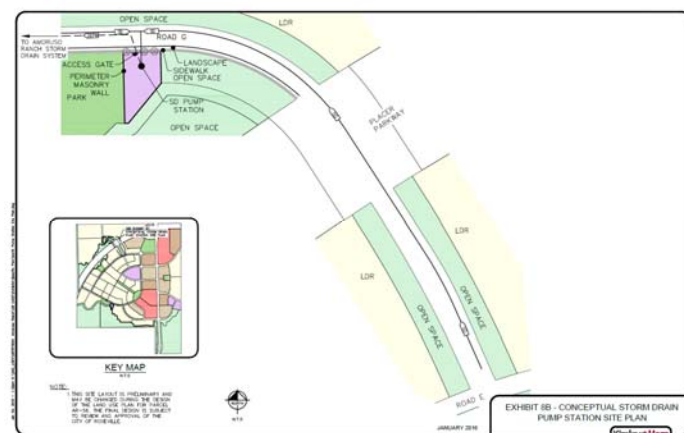 OPEN SPACE
LDR
ROAD G
TO AMORUSO
RANCH STORM
DRAIN SYSTEM
ACCESS GATE
PERIMETER
MASONRY
WALL
PARK
LANDSCAPE
SIDEWALK
OPEN SPACE
SD PUMP
STATION
OPEN SPACE
PLACER
PARKWAY
LDR
OPEN SPACE
LDR
OPEN SPACE
ROAD E
KEY MAP
N.T.S
NOTE:
1 THIS SITE LAYOUT IS PRELIMINARY AND
MAY BE CHANGED DURING THE DESIGN
OF THE LAND USE PLAN FOR PARCEL
THE FINAL DESIGN IS SUBJECT
TO REVIEW AND APPROVAL OF THE
CITY OF ROSEVILLE.
N.T.S
JANUARY 2016
EXHIBIT 8B - CONCEPTUAL STORM DRAIN
PUMP STATION SITE PLAN